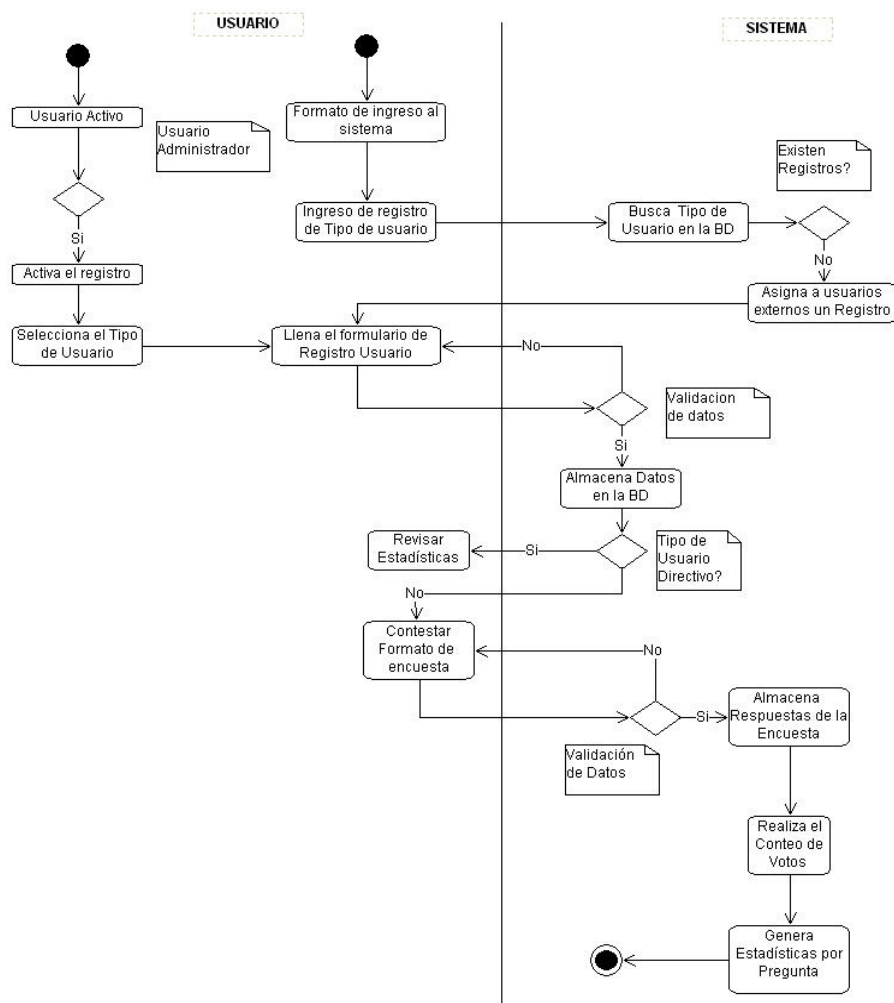 USUARIO
SISTEMA
Usuario Activo
Usuario
Administrador
Formato de ingreso al
sistema
Existen
Registros?
Ingreso de registro
de Tipo de usuario
Busca Tipo de
Usuario en la BD
Si
No
Activa el registro
Asigna a usuarios
externos un Registro
Selecciona el Tipo
de Usuario
Llena el formulario de
Registro Usuario
No
Validacion
de datos
Si
Almacena Datos
en la BD
Revisar
Estadísticas
Si
Tipo de
Usuario
Directivo?
No
Contestar
Formato de
encuesta
No
Si
Almacena
Respuestas de la
Encuesta
Validación
de Datos
Realiza el
Conteo de
Votos
Genera
Estadísticas por
Pregunta